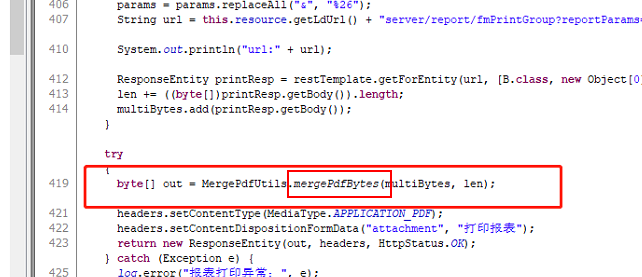 406 params = params.replaceAll("&", "%26");
407 String url = this.resource.getLdUrl() + "server/report/fmPrintGroup?reportParams=
410 System.out.println("url:" + url);
412 ResponseEntity printResp = restTemplate.getForEntity(url, [B.class, new Object[0]
413 len += ((byte[])printResp.getBody()).length;
414 multiBytes.add(printResp.getBody());
}
try
{
419 byte[] out = MergePdfUtils.mergePdfBytes(multiBytes, len);
421 headers.setContentType(MediaType.APPLICATION_PDF);
422 headers.setContentDispositionFormData("attachment", "打印报表");
423 return new ResponseEntity(out, headers, HttpStatus.OK);
} catch (Exception e) {
425 log.error("报表打印异常：", e);